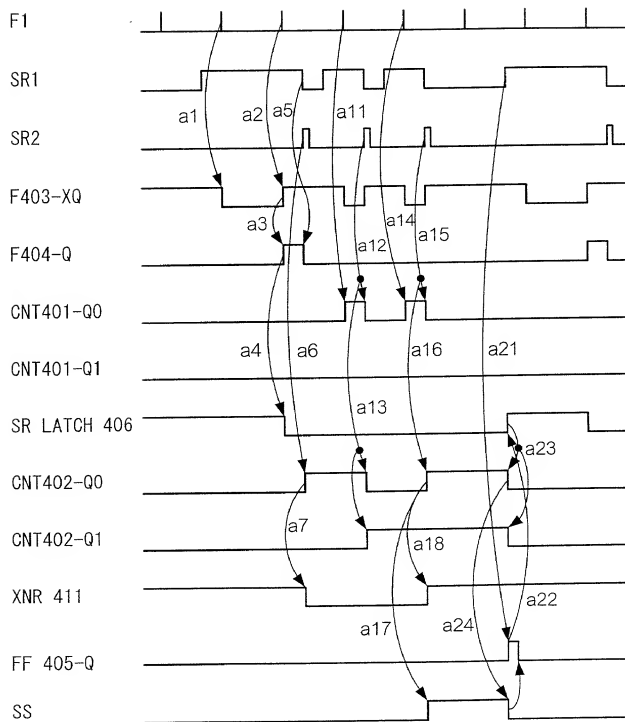 F1
SR1
a1
a2
a5
a11
SR2
F403-XQ
a3
a14
a12
a15
F404-Q
CNT401-Q0
a4
a6
a16
a21
CNT401-Q1
a13
SR LATCH 406
a23
CNT402-Q0
a7
a18
CNT402-Q1
XNR 411
a17
a24
a22
FF 405-Q
SS